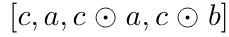 [c, a, c ⊙ a, c ⊙ b]